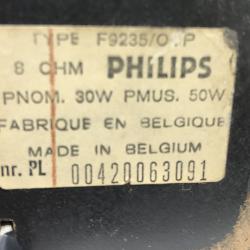 TYPE F9235/0.P
8 OHM PHILIPS
PNOM. 30W PMUS. 50W
FABRIQUE EN BELGIQUE
MADE IN BELGIUM
nr. PL 00420063091